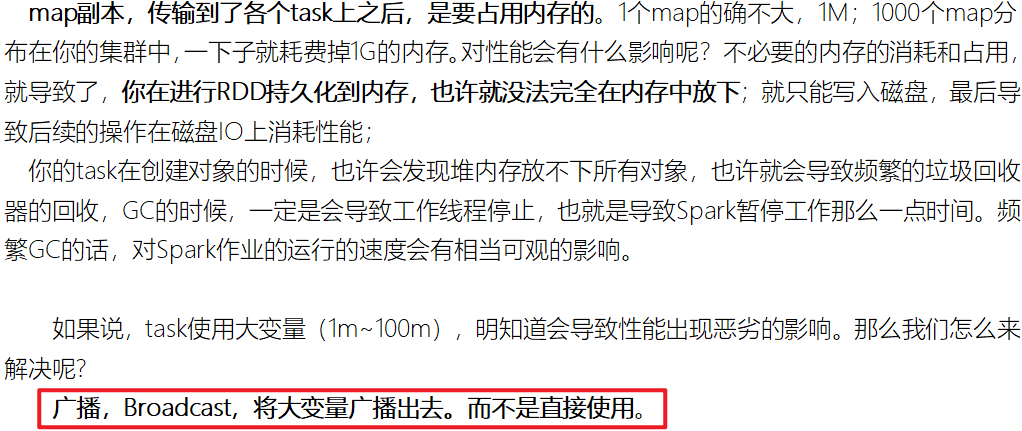 map副本，传输到了各个task上之后，是要占用内存的。1个map的确不大，1M；1000个map分
布在你的集群中，一下子就耗费掉1G的内存。对性能会有什么影响呢？不必要的内存的消耗和占用，
就导致了，你在进行RDD持久化到内存，也许就没法完全在内存中放下；就只能写入磁盘，最后导
致后续的操作在磁盘IO上消耗性能；
你的task在创建对象的时候，也许会发现堆内存放不下所有对象，也许就会导致频繁的垃圾回收
器的回收，GC的时候，一定是会导致工作线程停止，也就是导致Spark暂停工作那么一点时间。频
繁GC的话，对Spark作业的运行的速度会有相当可观的影响。
如果说，task使用大变量（1m~100m），明知道会导致性能出现恶劣的影响。那么我们怎么来
解决呢？
广播，Broadcast，将大变量广播出去。而不是直接使用。